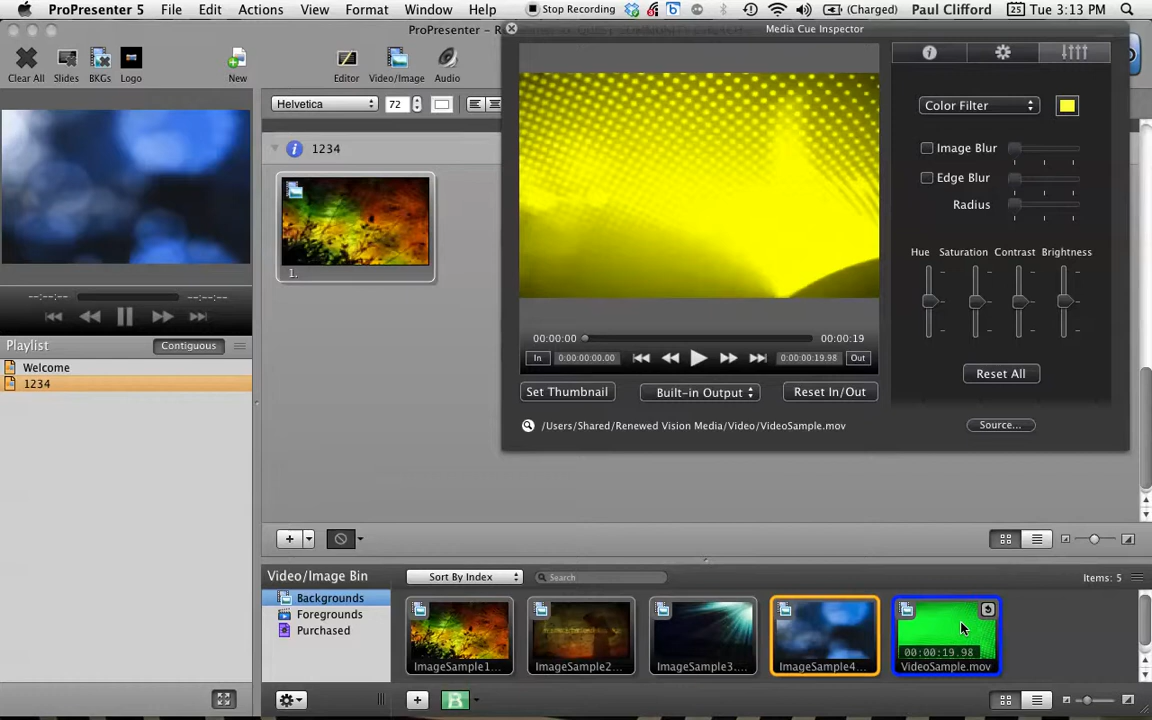 ProPresenter 5 File Edit Actions View Format Window Help Stop Recording (Charged) Paul Clifford 25 Tue 3:13 PM
Media Cue Inspector
Clear All Slides BKGs Logo New Editor Video/Image Audio
Helvetica 72
Color Filter
1234
Image Blur
Edge Blur
Radius
1.
Hue Saturation Contrast Brightness
--:--:-- --:--:--
00:00:00 00:00:19
In 0:00:00:00.00 0:00:00:19.98 Out
Playlist Contiguous
Welcome
1234
Reset All
Set Thumbnail Built-in Output Reset In/Out
/Users/Shared/Renewed Vision Media/Video/VideoSample.mov Source...
Video/Image Bin Sort By Index Search Items: 5
Backgrounds
Foregrounds
Purchased
00:00:19.98
ImageSample1... ImageSample2... ImageSample3.... ImageSample4... VideoSample.mov